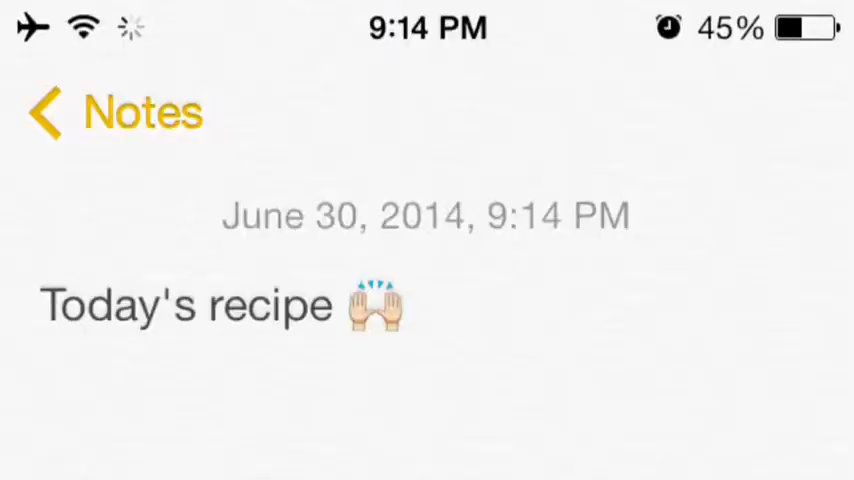 9:14 PM 45%
Notes
June 30, 2014, 9:14 PM
Today's recipe 🙌